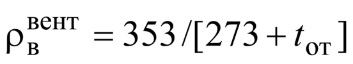 ρ_в^вент = 353/[273 + t_от]